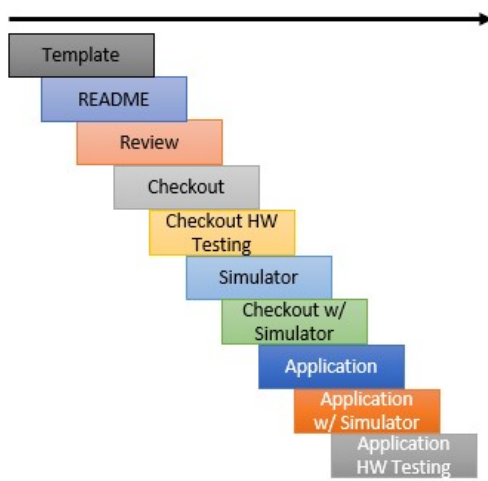 Template
README
Review
Checkout
Checkout HW
Testing
Simulator
Checkout w/
Simulator
Application
Application
w/ Simulator
Application
HW Testing